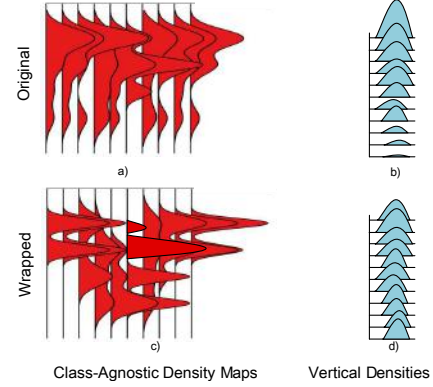 Original
a)
b)
Wrapped
c)
d)
Class-Agnostic Density Maps
Vertical Densities